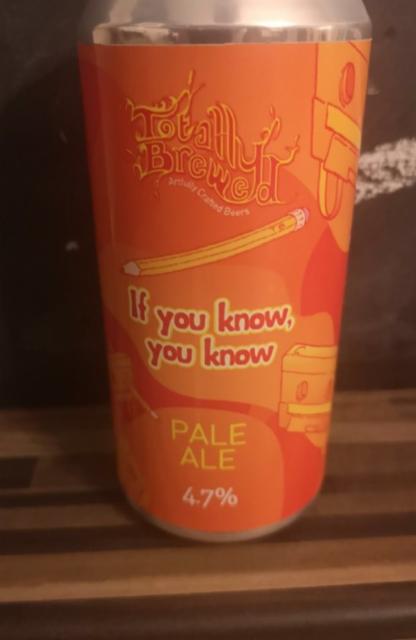 Totally
Brewed
Artfully Crafted Beers
If you know,
you know
PALE
ALE
4.7%